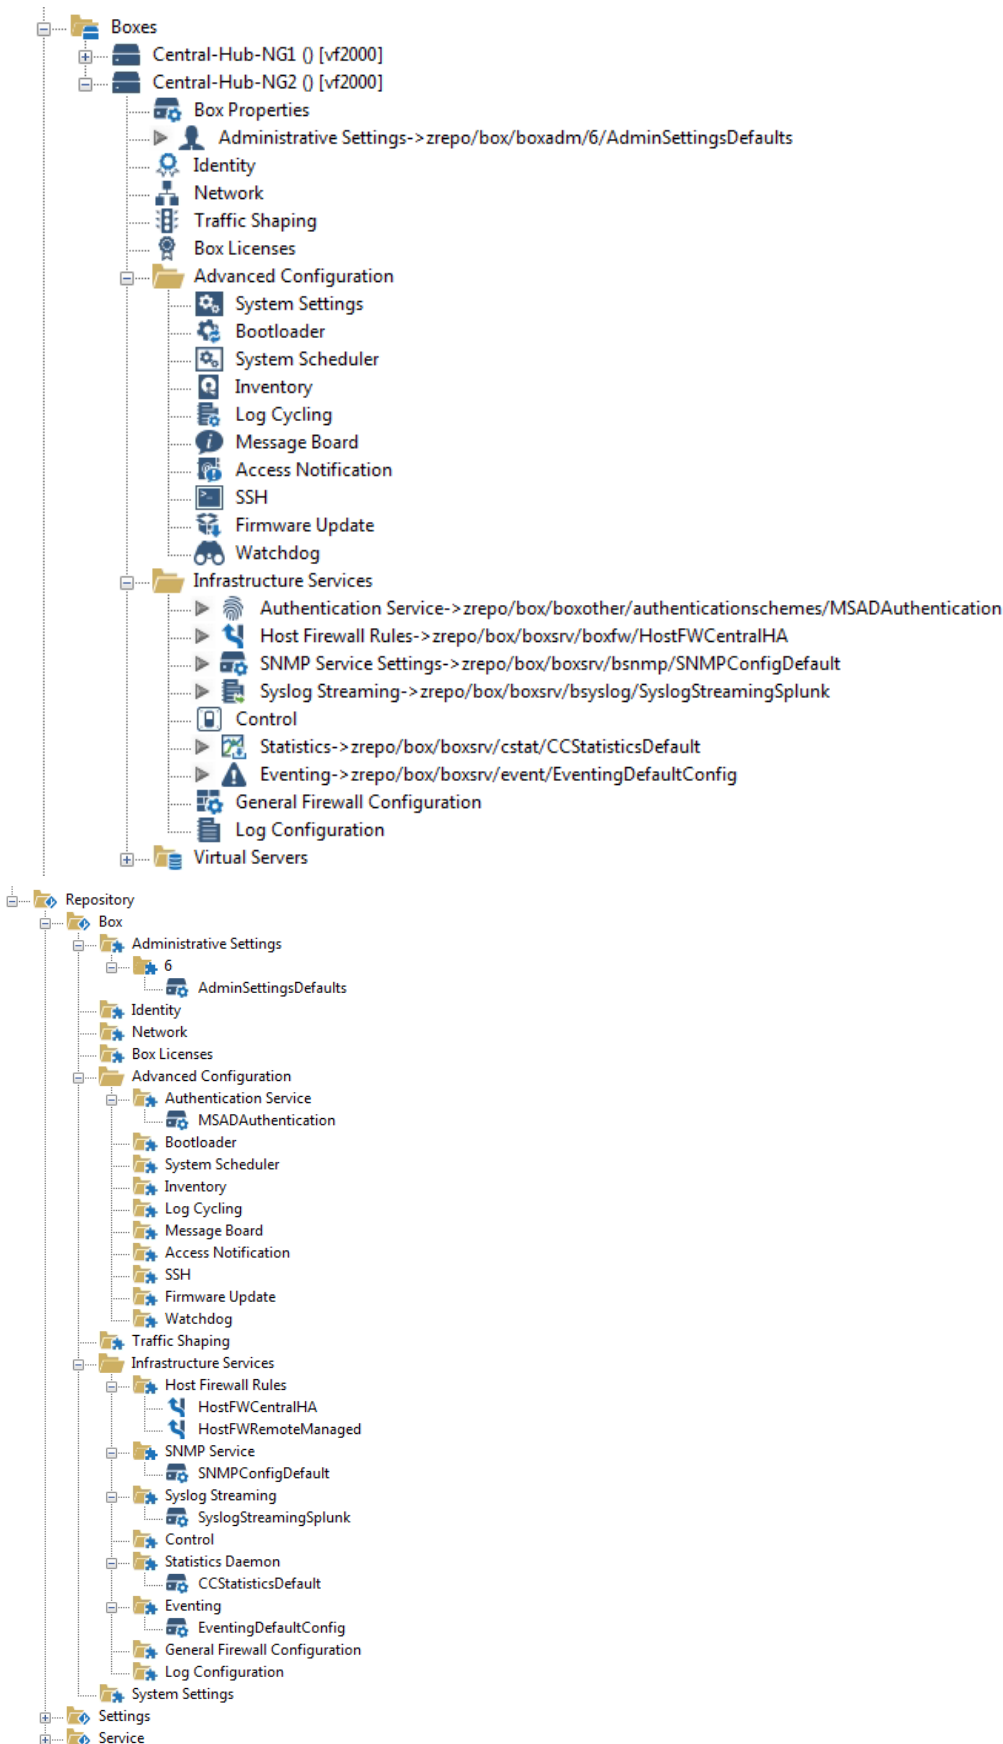 Boxes
Central-Hub-NG1 () [vf2000]
Central-Hub-NG2 () [vf2000]
Box Properties
Administrative Settings->zrepo/box/boxadm/6/AdminSettingsDefaults
Identity
Network
Traffic Shaping
Box Licenses
Advanced Configuration
System Settings
Bootloader
System Scheduler
Inventory
Log Cycling
Message Board
Access Notification
SSH
Firmware Update
Watchdog
Infrastructure Services
Authentication Service->zrepo/box/boxother/authenticationschemes/MSADAuthentication
Host Firewall Rules->zrepo/box/boxsrv/boxfw/HostFWCentralHA
SNMP Service Settings->zrepo/box/boxsrv/bsnmp/SNMPConfigDefault
Syslog Streaming->zrepo/box/boxsrv/bsyslog/SyslogStreamingSplunk
Control
Statistics->zrepo/box/boxsrv/cstat/CCStatisticsDefault
Eventing->zrepo/box/boxsrv/event/EventingDefaultConfig
General Firewall Configuration
Log Configuration
Virtual Servers
Repository
Box
Administrative Settings
6
AdminSettingsDefaults
Identity
Network
Box Licenses
Advanced Configuration
Authentication Service
MSADAuthentication
Bootloader
System Scheduler
Inventory
Log Cycling
Message Board
Access Notification
SSH
Firmware Update
Watchdog
Traffic Shaping
Infrastructure Services
Host Firewall Rules
HostFWCentralHA
HostFWRemoteManaged
SNMP Service
SNMPConfigDefault
Syslog Streaming
SyslogStreamingSplunk
Control
Statistics Daemon
CCStatisticsDefault
Eventing
EventingDefaultConfig
General Firewall Configuration
Log Configuration
System Settings
Settings
Service